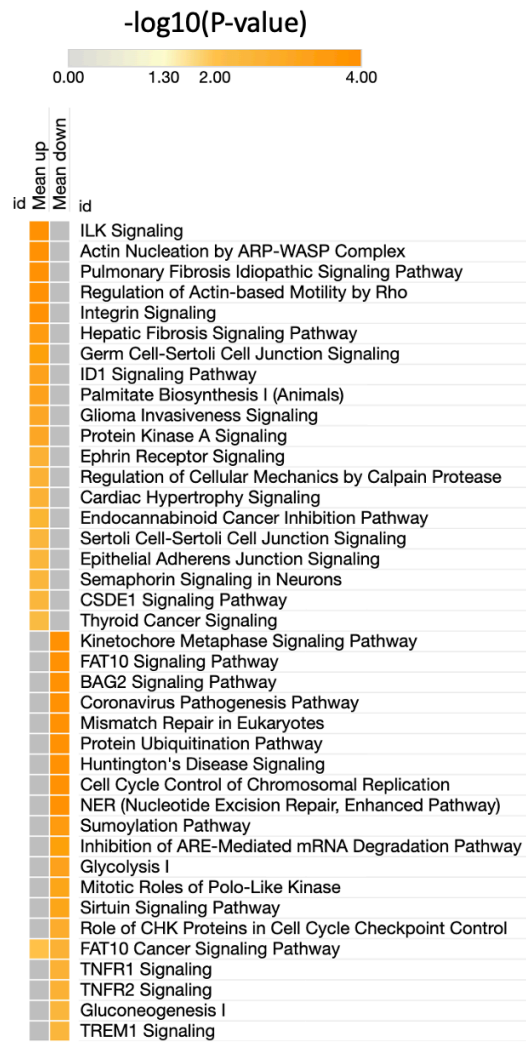 -log10(P-value)
0.00 1.30 2.00 4.00
id Mean up Mean down id
ILK Signaling
Actin Nucleation by ARP-WASP Complex
Pulmonary Fibrosis Idiopathic Signaling Pathway
Regulation of Actin-based Motility by Rho
Integrin Signaling
Hepatic Fibrosis Signaling Pathway
Germ Cell-Sertoli Cell Junction Signaling
ID1 Signaling Pathway
Palmitate Biosynthesis I (Animals)
Glioma Invasiveness Signaling
Protein Kinase A Signaling
Ephrin Receptor Signaling
Regulation of Cellular Mechanics by Calpain Protease
Cardiac Hypertrophy Signaling
Endocannabinoid Cancer Inhibition Pathway
Sertoli Cell-Sertoli Cell Junction Signaling
Epithelial Adherens Junction Signaling
Semaphorin Signaling in Neurons
CSDE1 Signaling Pathway
Thyroid Cancer Signaling
Kinetochore Metaphase Signaling Pathway
FAT10 Signaling Pathway
BAG2 Signaling Pathway
Coronavirus Pathogenesis Pathway
Mismatch Repair in Eukaryotes
Protein Ubiquitination Pathway
Huntington's Disease Signaling
Cell Cycle Control of Chromosomal Replication
NER (Nucleotide Excision Repair, Enhanced Pathway)
Sumoylation Pathway
Inhibition of ARE-Mediated mRNA Degradation Pathway
Glycolysis I
Mitotic Roles of Polo-Like Kinase
Sirtuin Signaling Pathway
Role of CHK Proteins in Cell Cycle Checkpoint Control
FAT10 Cancer Signaling Pathway
TNFR1 Signaling
TNFR2 Signaling
Gluconeogenesis I
TREM1 Signaling